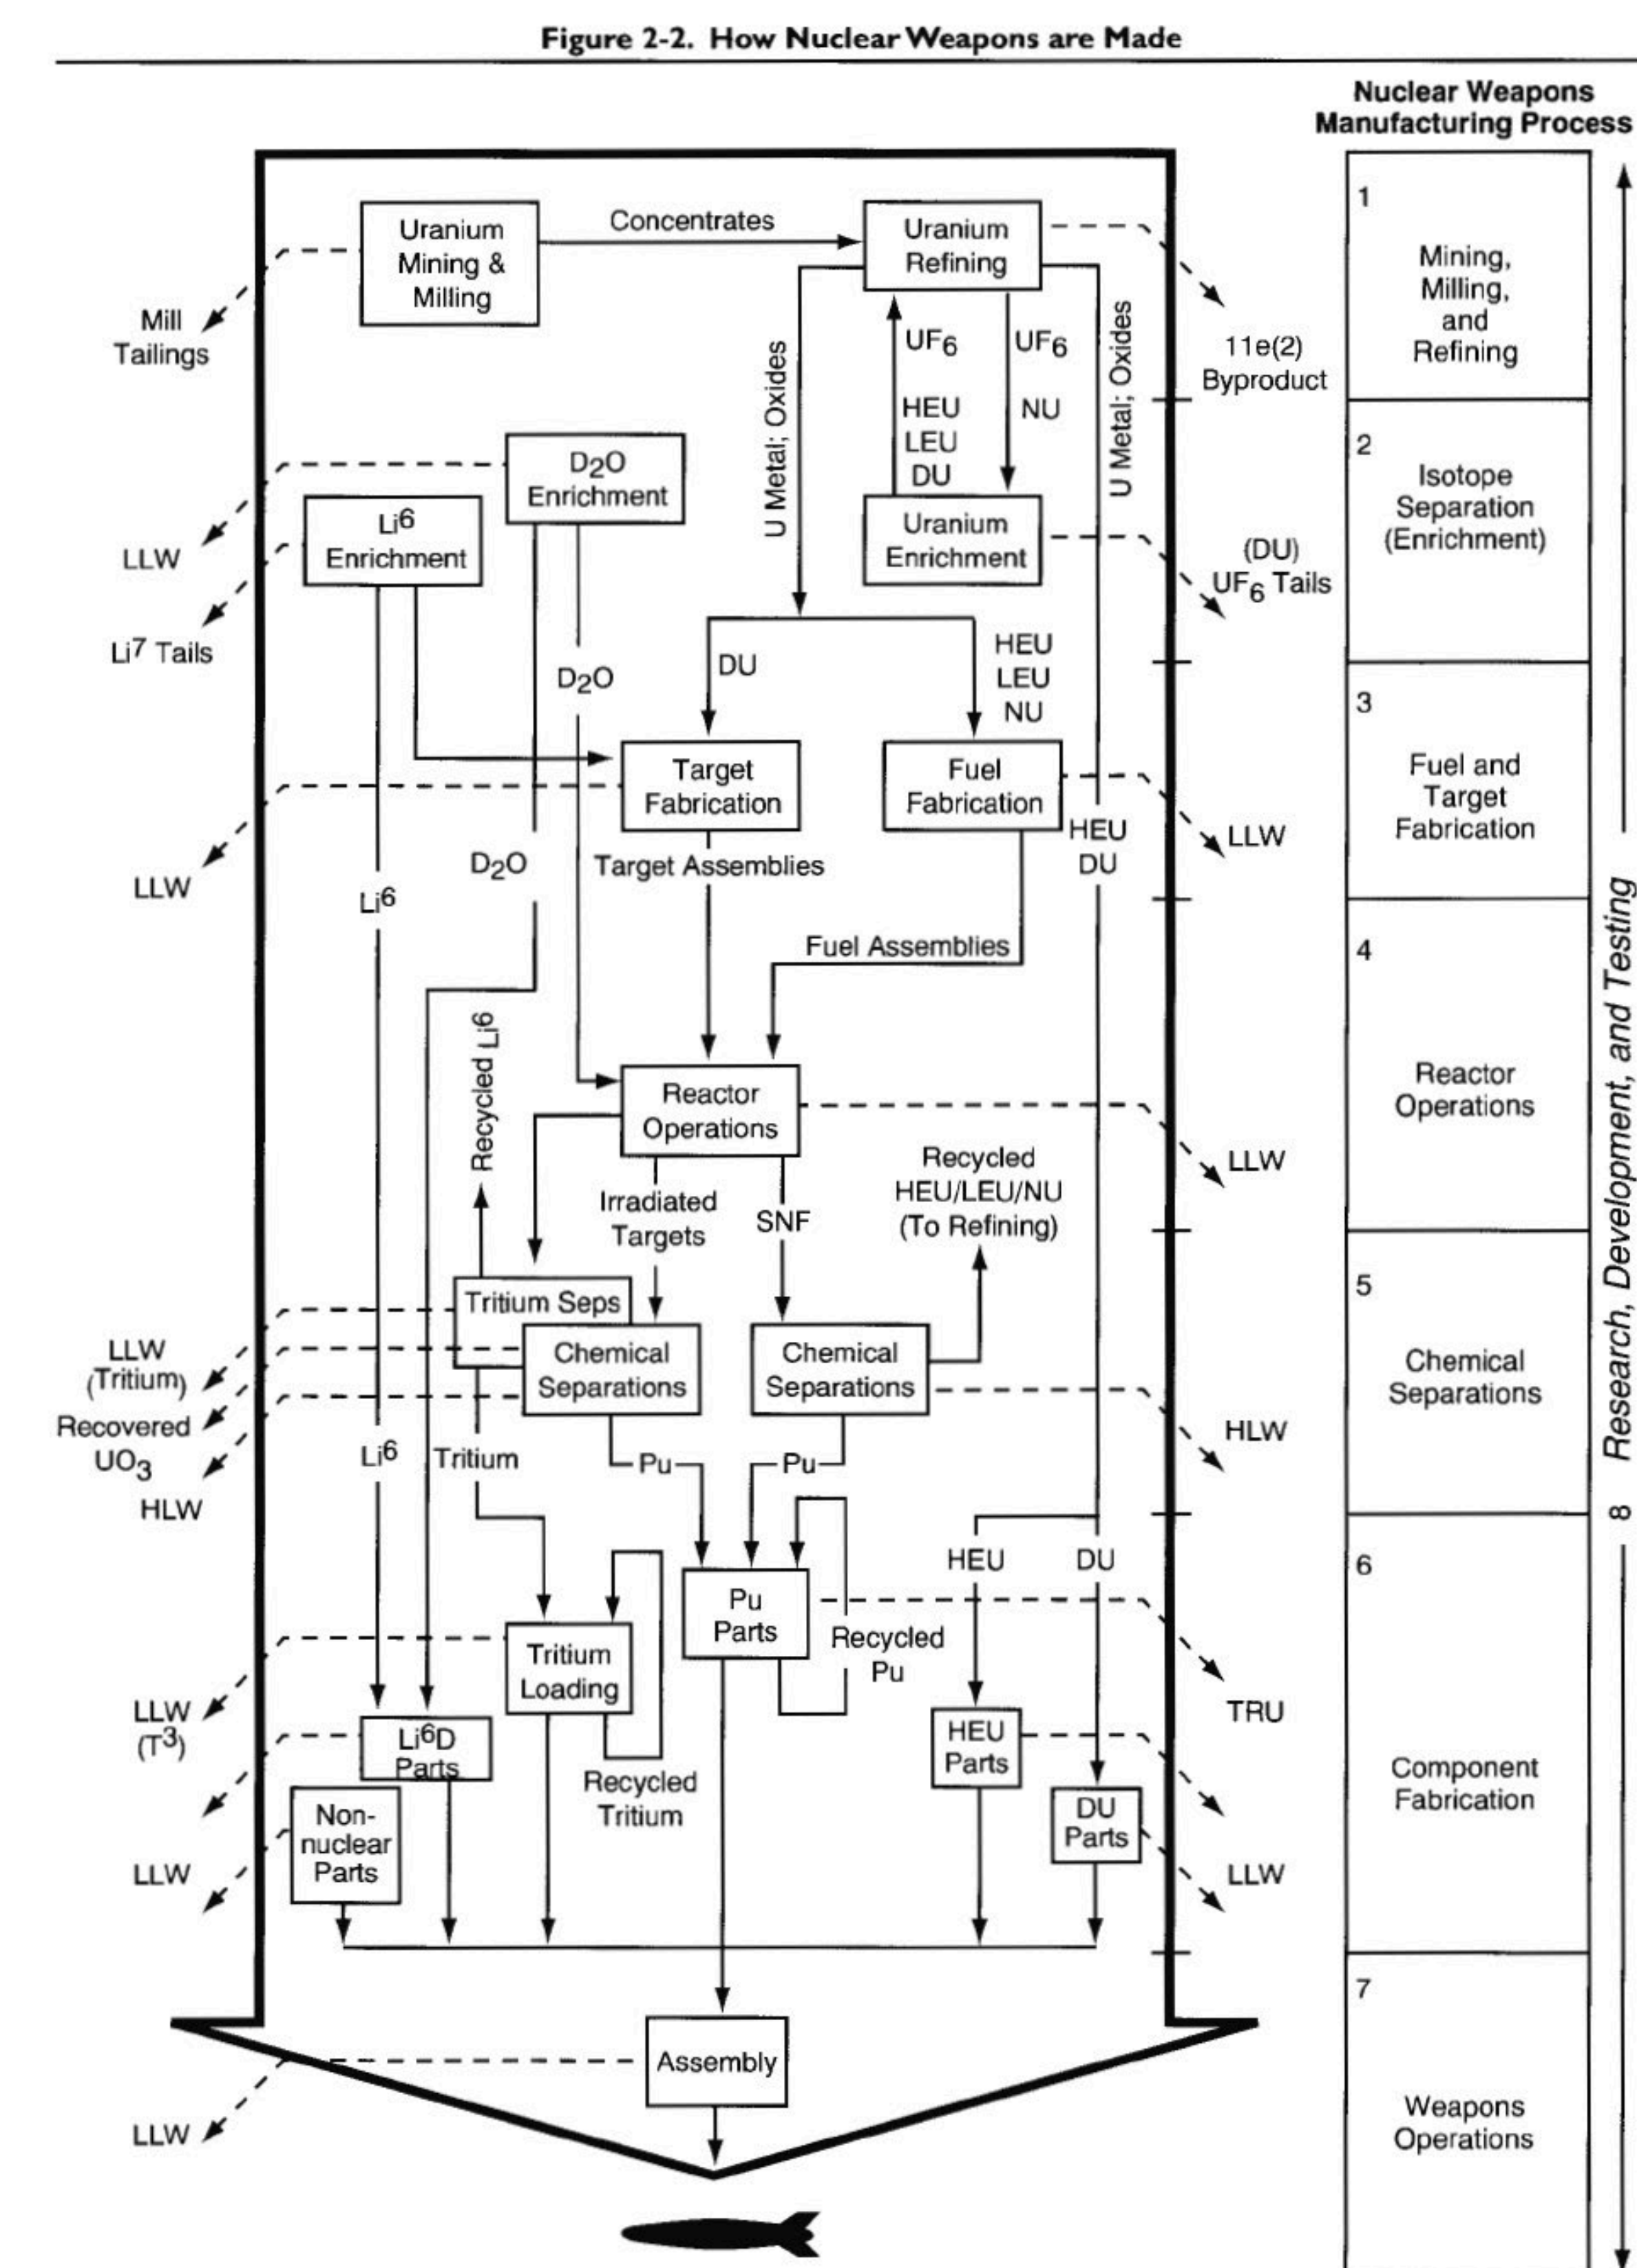 Figure 2-2. How Nuclear Weapons are Made
Nuclear Weapons
Manufacturing Process
Uranium
Mining &
Milling
Concentrates
Uranium
Refining
Mill
Tailings
11e(2)
Byproduct
U Metal; Oxides
UF6
HEU
LEU
DU
UF6
NU
U Metal; Oxides
1
Mining,
Milling,
and
Refining
D2O
Enrichment
Li6
Enrichment
Uranium
Enrichment
LLW
Li7 Tails
(DU)
UF6 Tails
2
Isotope
Separation
(Enrichment)
D2O
DU
HEU
LEU
NU
Target
Fabrication
Fuel
Fabrication
LLW
LLW
HEU
DU
3
Fuel and
Target
Fabrication
Li6
D2O
Target Assemblies
Fuel Assemblies
Recycled Li6
Reactor
Operations
LLW
4
Reactor
Operations
Irradiated
Targets
SNF
Recycled
HEU/LEU/NU
(To Refining)
Tritium Seps
Chemical
Separations
Chemical
Separations
LLW
(Tritium)
Recovered
UO3
HLW
HLW
5
Chemical
Separations
Li6
Tritium
Pu
Pu
HEU
DU
Pu
Parts
Recycled
Pu
Tritium
Loading
Recycled
Tritium
LLW
(T3)
TRU
Li6D
Parts
Non-
nuclear
Parts
HEU
Parts
DU
Parts
LLW
LLW
6
Component
Fabrication
Assembly
LLW
7
Weapons
Operations
8 Research, Development, and Testing